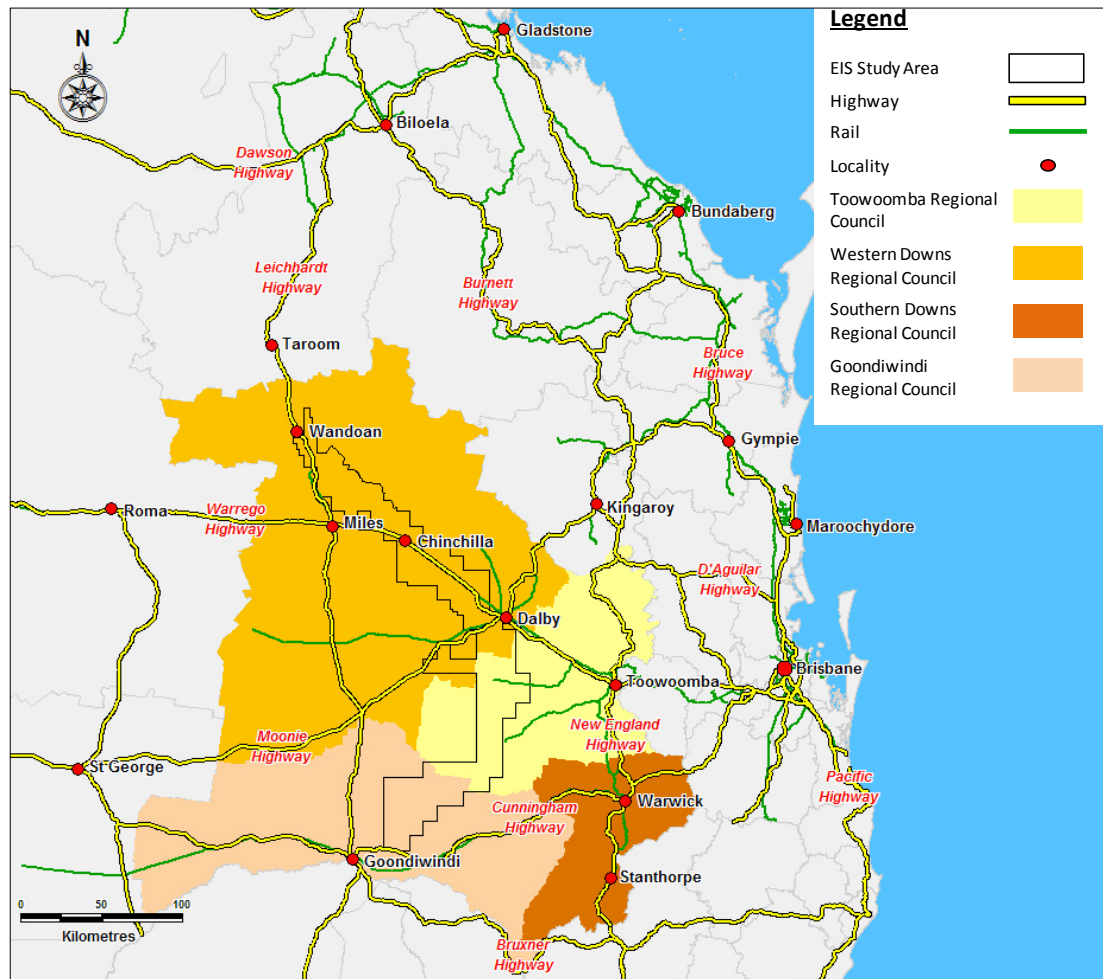 Legend
EIS Study Area
Highway
Rail
Locality
Toowoomba Regional
Council
Western Downs
Regional Council
Southern Downs
Regional Council
Goondiwindi
Regional Council
N
Gladstone
Biloela
Dawson
Highway
Bundaberg
Leichhardt
Highway
Burnett
Highway
Taroom
Bruce
Highway
Wandoan
Gympie
Roma
Warrego
Highway
Miles
Kingaroy
Maroochydore
Chinchilla
D'Aguilar
Highway
Dalby
Brisbane
Toowoomba
New England
Highway
Moonie
Highway
St George
Pacific
Highway
Warwick
Cunningham
Highway
Goondiwindi
Stanthorpe
0 50 100
Kilometres
Bruxner
Highway